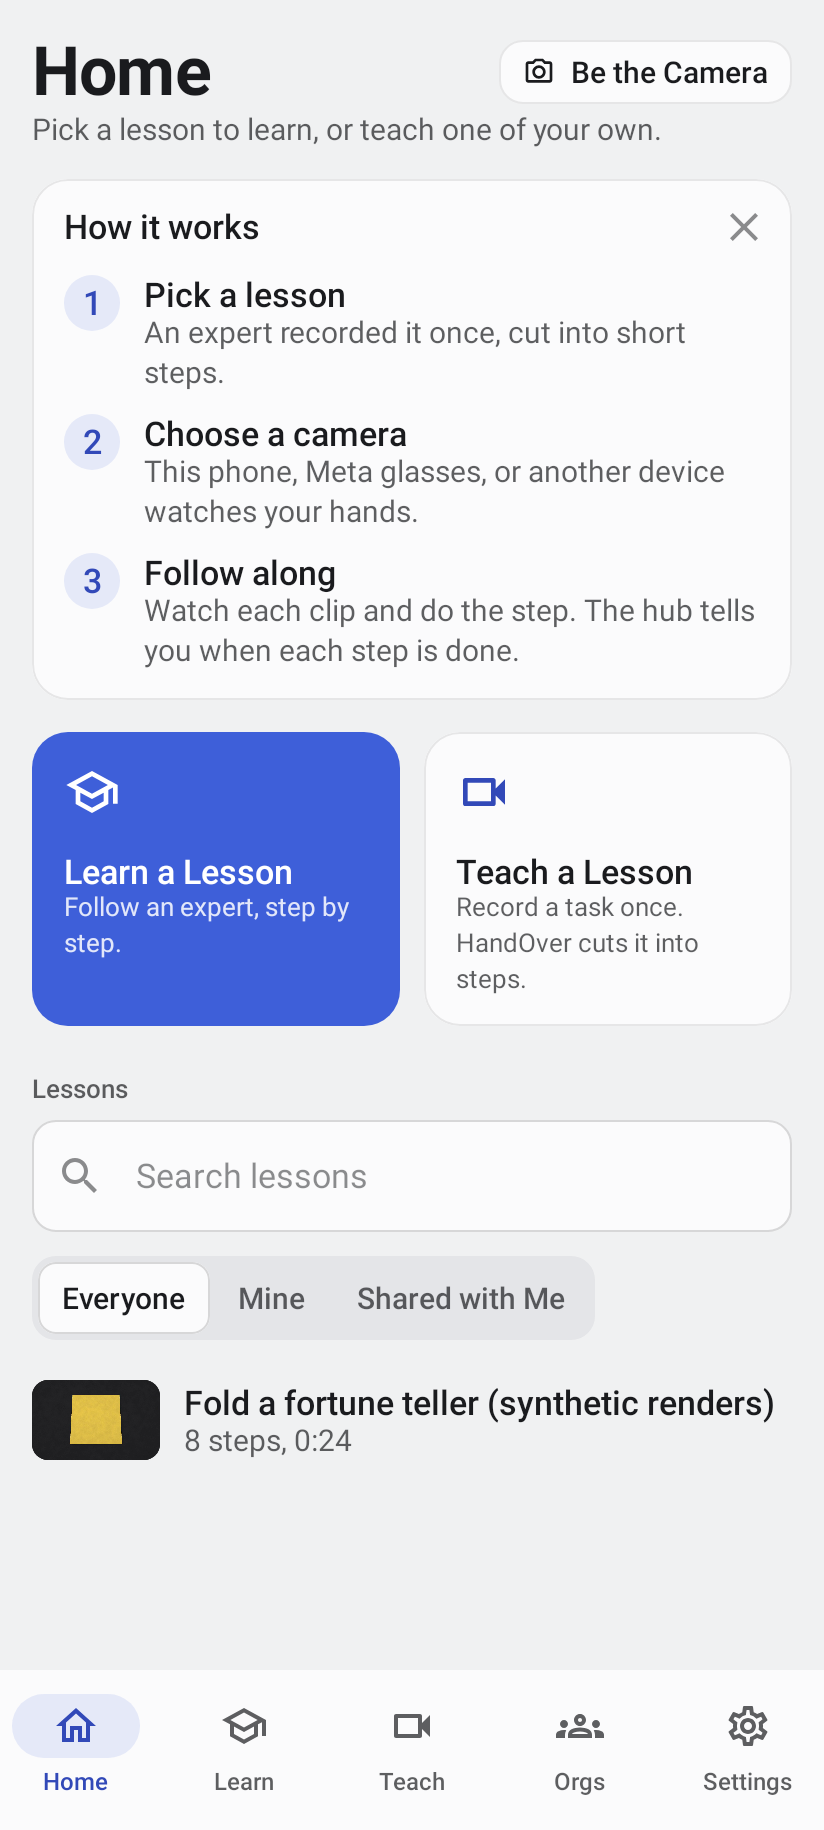 Home
Be the Camera
Pick a lesson to learn, or teach one of your own.
How it works
1
Pick a lesson
An expert recorded it once, cut into short
steps.
2
Choose a camera
This phone, Meta glasses, or another device
watches your hands.
3
Follow along
Watch each clip and do the step. The hub tells
you when each step is done.
Learn a Lesson
Follow an expert, step by
step.
Teach a Lesson
Record a task once.
HandOver cuts it into
steps.
Lessons
Search lessons
Everyone
Mine
Shared with Me
Fold a fortune teller (synthetic renders)
8 steps, 0:24
Home
Learn
Teach
Orgs
Settings